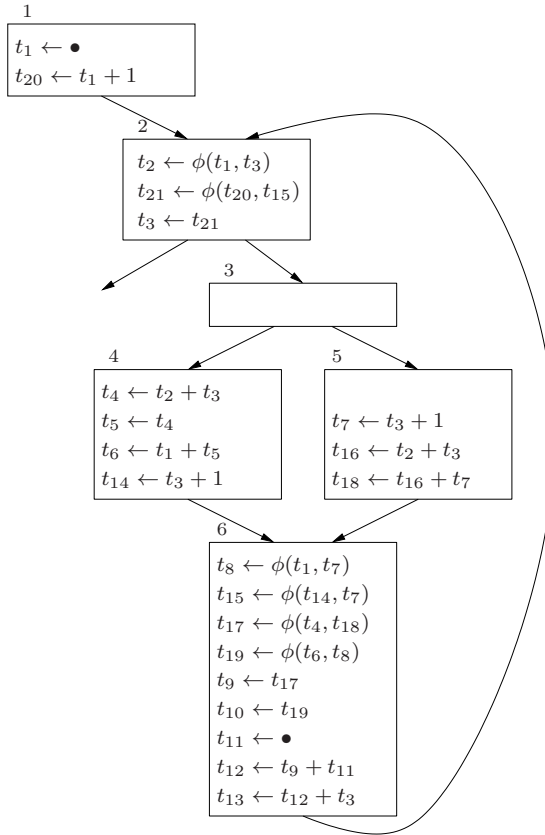 1
t₁ ← •
t₂₀ ← t₁ + 1
2
t₂ ← ϕ(t₁, t₃)
t₂₁ ← ϕ(t₂₀, t₁₅)
t₃ ← t₂₁
3
4
t₄ ← t₂ + t₃
t₅ ← t₄
t₆ ← t₁ + t₅
t₁₄ ← t₃ + 1
5
t₇ ← t₃ + 1
t₁₆ ← t₂ + t₃
t₁₈ ← t₁₆ + t₇
6
t₈ ← ϕ(t₁, t₇)
t₁₅ ← ϕ(t₁₄, t₇)
t₁₇ ← ϕ(t₄, t₁₈)
t₁₉ ← ϕ(t₆, t₈)
t₉ ← t₁₇
t₁₀ ← t₁₉
t₁₁ ← •
t₁₂ ← t₉ + t₁₁
t₁₃ ← t₁₂ + t₃